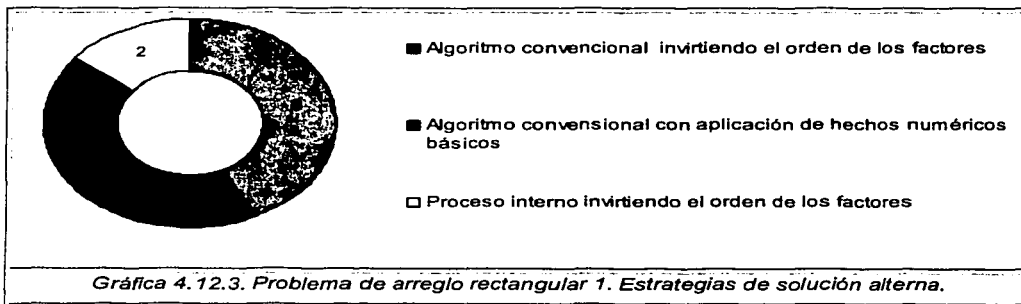 2
Algoritmo convencional invirtiendo el orden de los factores
Algoritmo convensional con aplicación de hechos numéricos
básicos
Proceso interno invirtiendo el orden de los factores
Gráfica 4.12.3. Problema de arreglo rectangular 1. Estrategias de solución alterna.